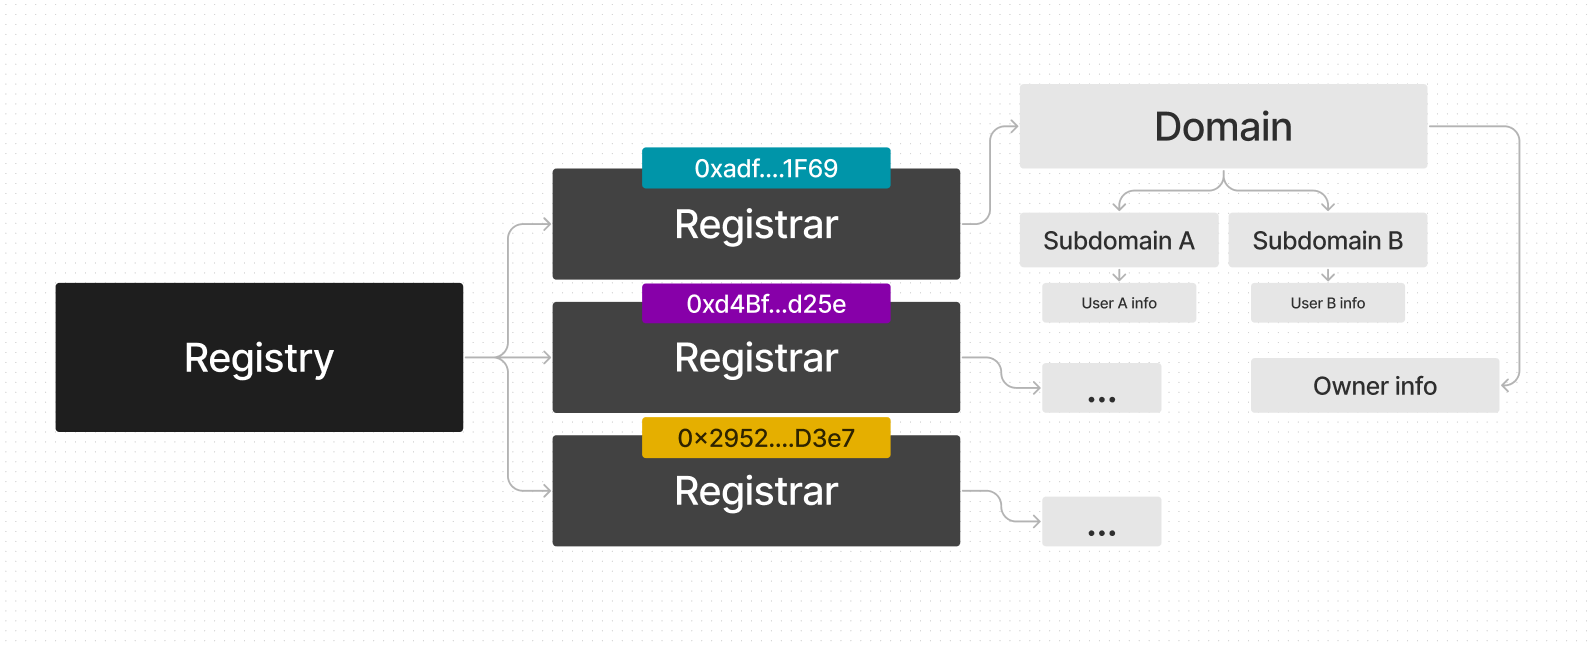 Registry
0xadf....1F69
Registrar
0xd4Bf...d25e
Registrar
0×2952....D3e7
Registrar
Domain
Subdomain A
Subdomain B
User A info
User B info
Owner info
...
...